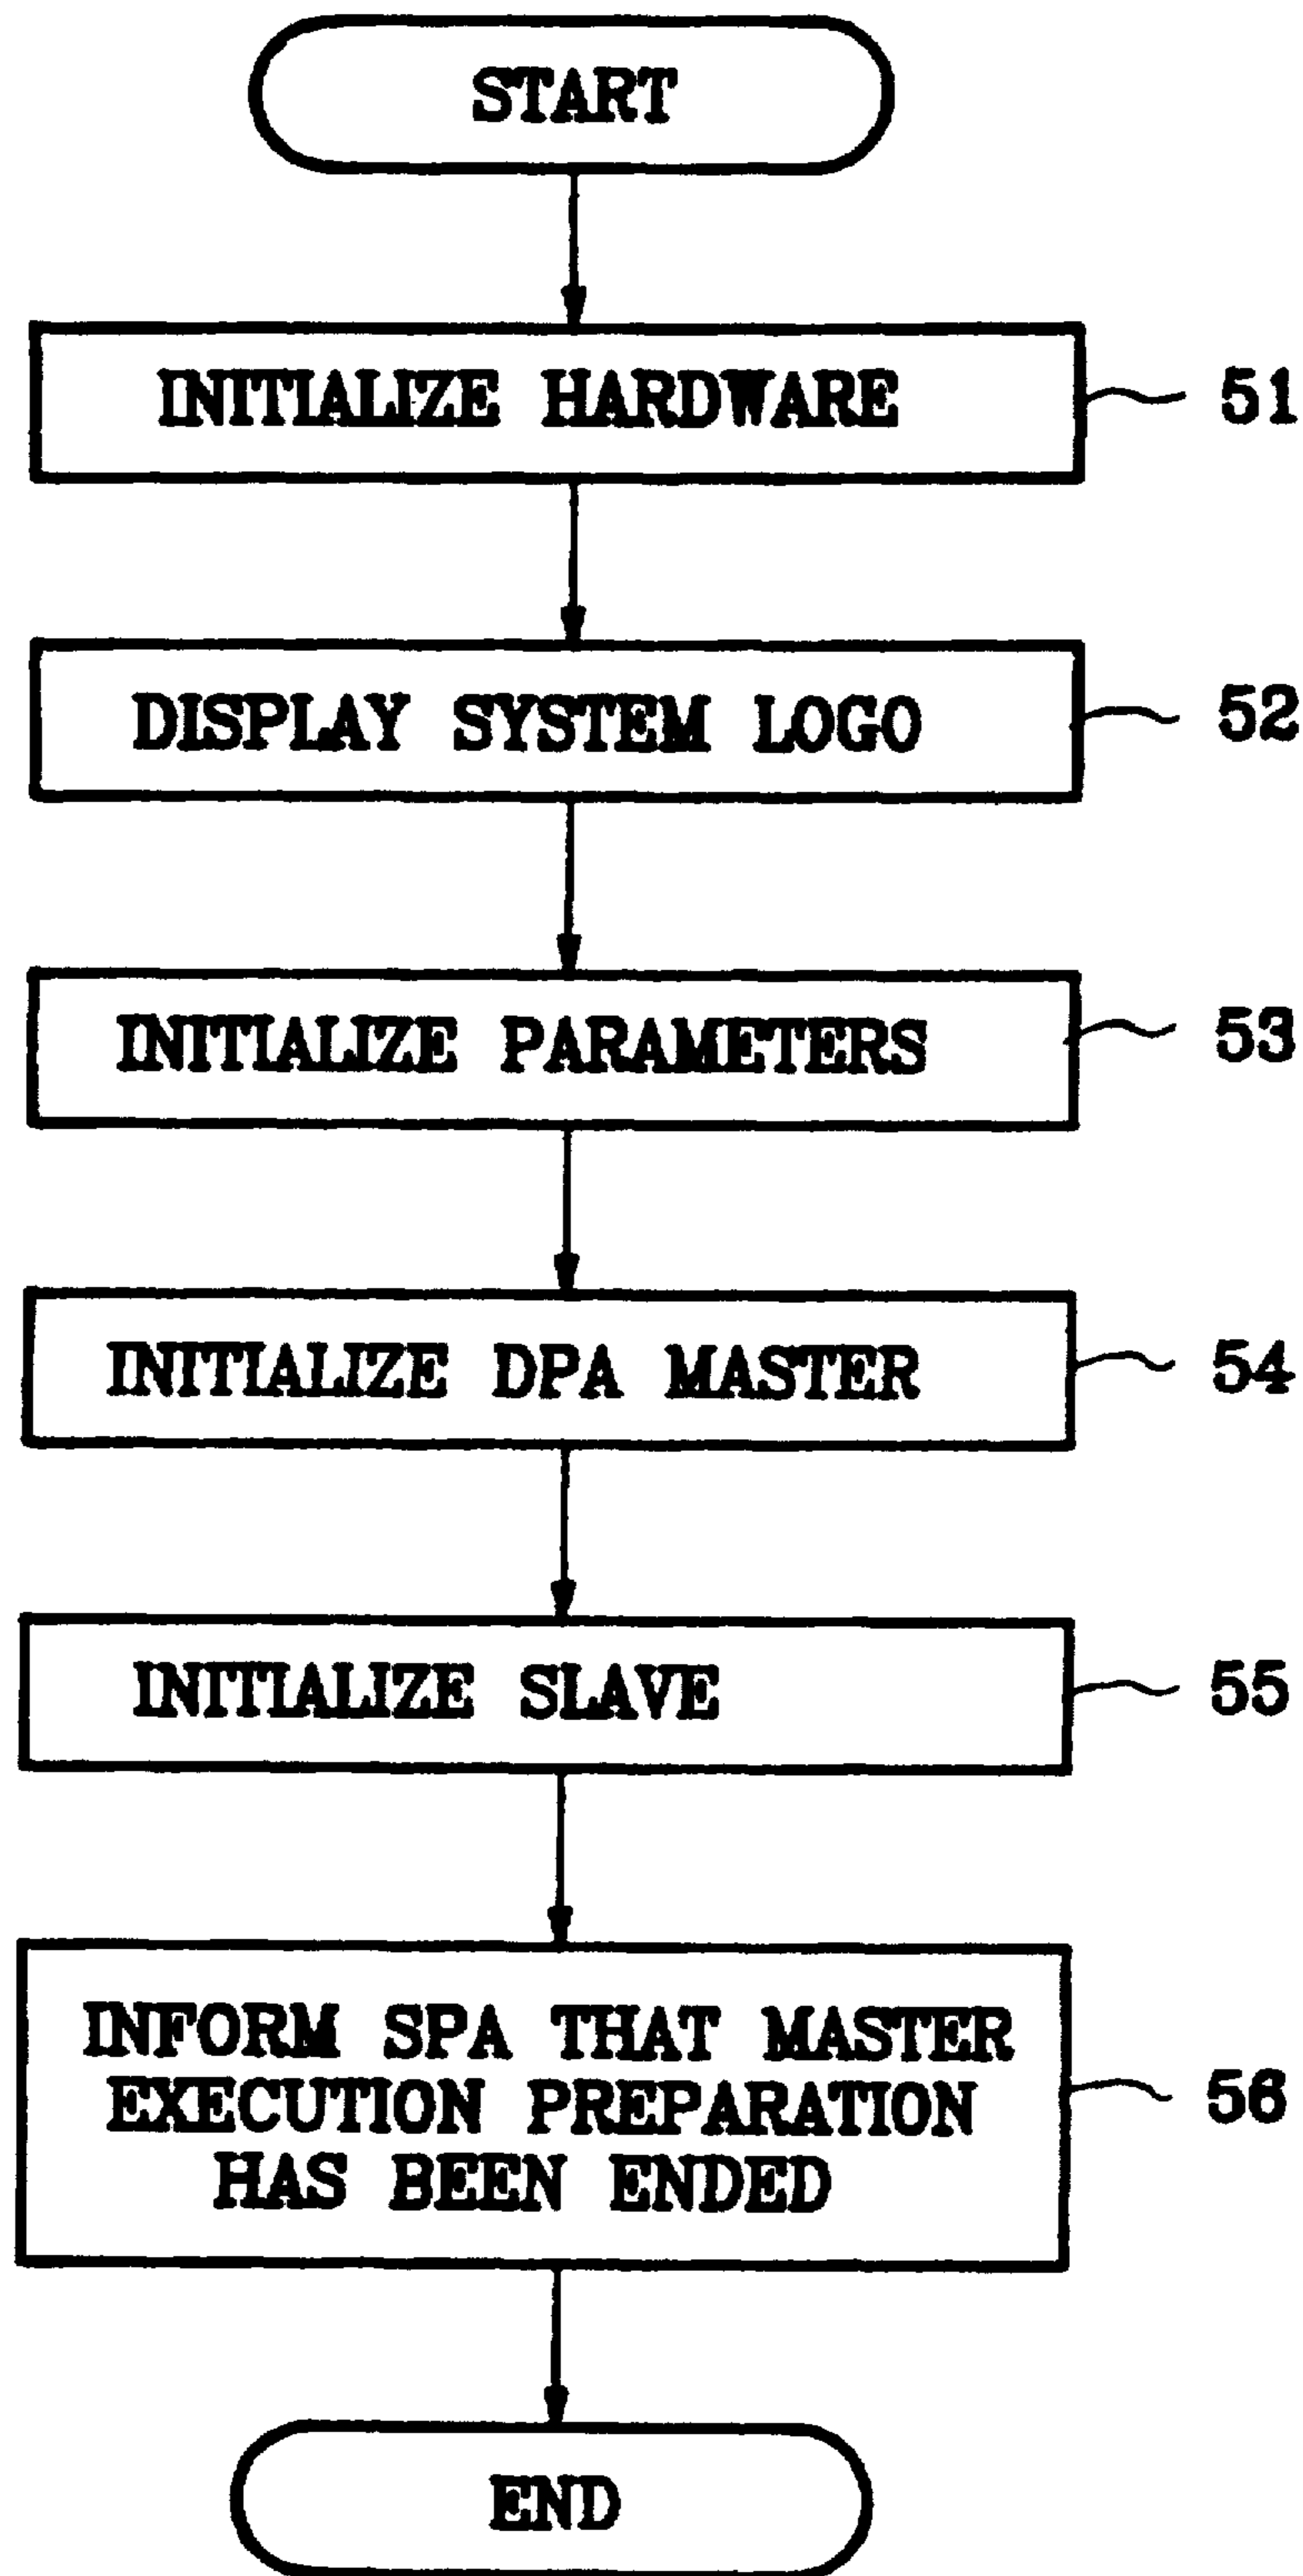 START
INITIALIZE HARDWARE
51
DISPLAY SYSTEM LOGO
52
INITIALIZE PARAMETERS
53
INITIALIZE DPA MASTER
54
INITIALIZE SLAVE
55
INFORM SPA THAT MASTER
EXECUTION PREPARATION
HAS BEEN ENDED
56
END